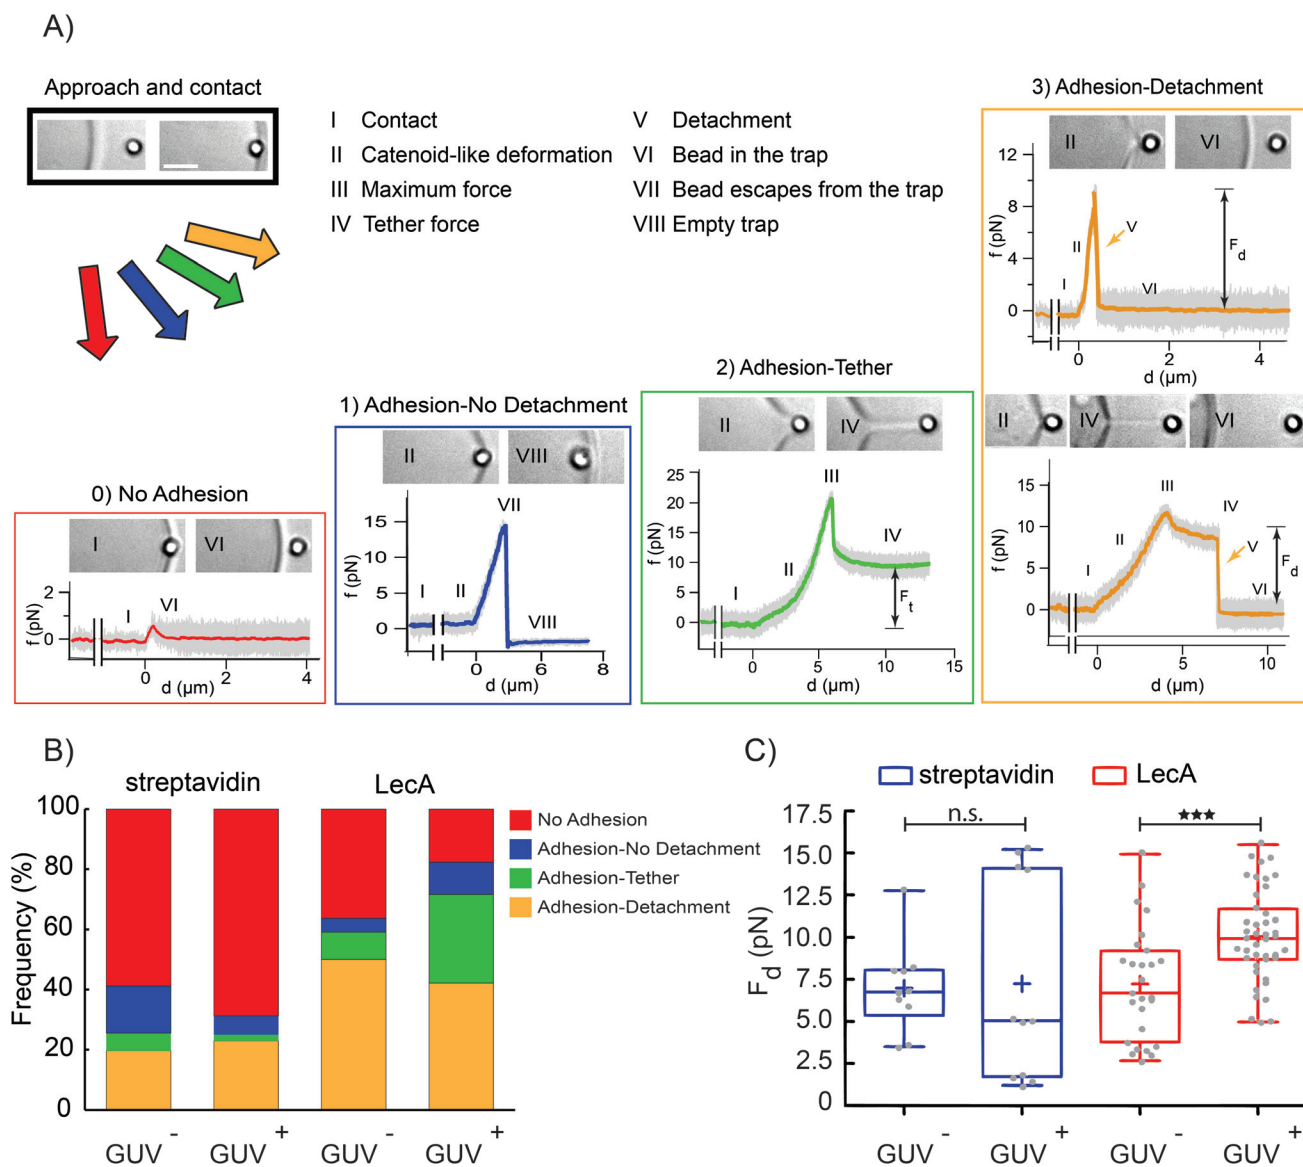 A)
Approach and contact
I Contact
II Catenoid-like deformation
III Maximum force
IV Tether force
V Detachment
VI Bead in the trap
VII Bead escapes from the trap
VIII Empty trap
3) Adhesion-Detachment
II VI
12
8
4
0
f (pN)
I II V VI
F_d
0 2 4
d (μm)
II IV VI
15
10
5
0
f (pN)
I II III IV V VI
F_d
0 5 10
d (μm)
2) Adhesion-Tether
II IV
25
20
15
10
5
0
f (pN)
I II III IV
F_t
0 5 10 15
d (μm)
1) Adhesion-No Detachment
II VIII
15
10
5
0
f (pN)
I II VII VIII
0 6 8
d (μm)
0) No Adhesion
I VI
2
0
f (pN)
I VI
0 2 4
d (μm)
B)
streptavidin LecA
100
80
60
40
20
0
Frequency (%)
No Adhesion
Adhesion-No Detachment
Adhesion-Tether
Adhesion-Detachment
GUV - GUV + GUV - GUV +
C)
streptavidin LecA
n.s. ★★★
17.5
15.0
12.5
10.0
7.5
5.0
2.5
0
F_d (pN)
GUV - GUV + GUV - GUV +